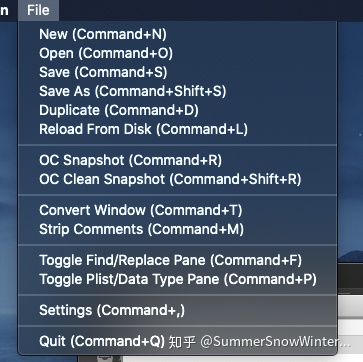 n File
New (Command+N)
Open (Command+O)
Save (Command+S)
Save As (Command+Shift+S)
Duplicate (Command+D)
Reload From Disk (Command+L)
OC Snapshot (Command+R)
OC Clean Snapshot (Command+Shift+R)
Convert Window (Command+T)
Strip Comments (Command+M)
Toggle Find/Replace Pane (Command+F)
Toggle Plist/Data Type Pane (Command+P)
Settings (Command+,)
Quit (Command+Q) 知乎 @SummerSnowWinter...